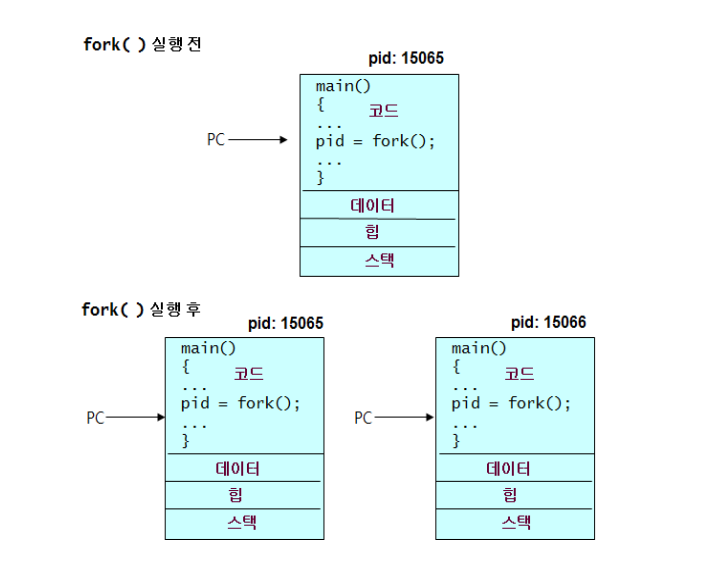 fork( ) 실행 전
pid: 15065
main()
{ 코드
...
PC pid = fork();
...
}
데이터
힙
스택
fork( ) 실행 후
pid: 15065
main()
{ 코드
...
pid = fork();
PC
...
}
데이터
힙
스택
pid: 15066
main()
{ 코드
...
pid = fork();
PC
...
}
데이터
힙
스택